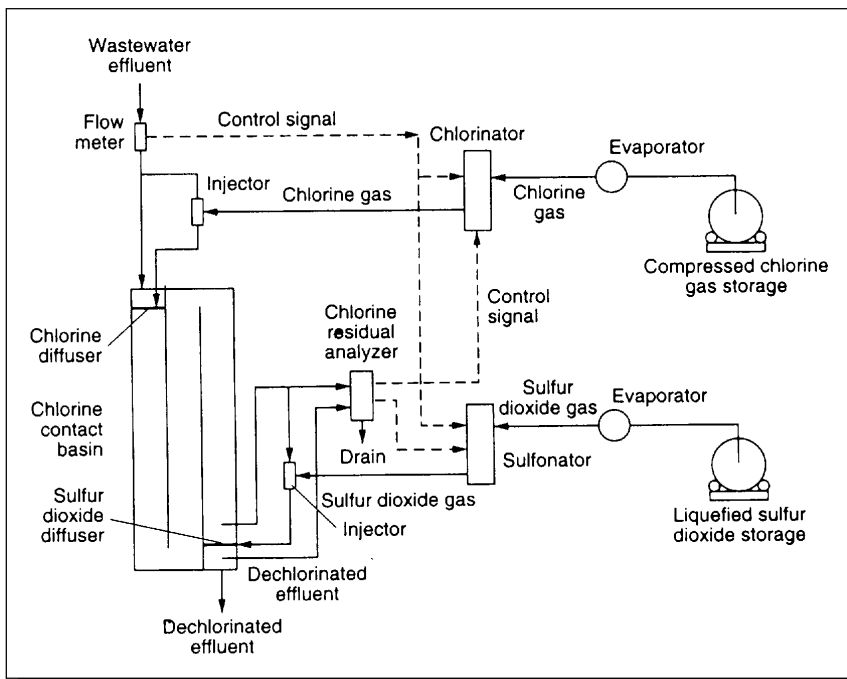 Wastewater
effluent
Flow
meter
Control signal
Chlorinator
Evaporator
Injector
Chlorine gas
Chlorine
gas
Compressed chlorine
gas storage
Control
signal
Chlorine
diffuser
Chlorine
residual
analyzer
Chlorine
contact
basin
Sulfur
dioxide gas
Evaporator
Drain
Sulfonator
Sulfur
dioxide
diffuser
Sulfur dioxide gas
Injector
Liquefied sulfur
dioxide storage
Dechlorinated
effluent
Dechlorinated
effluent